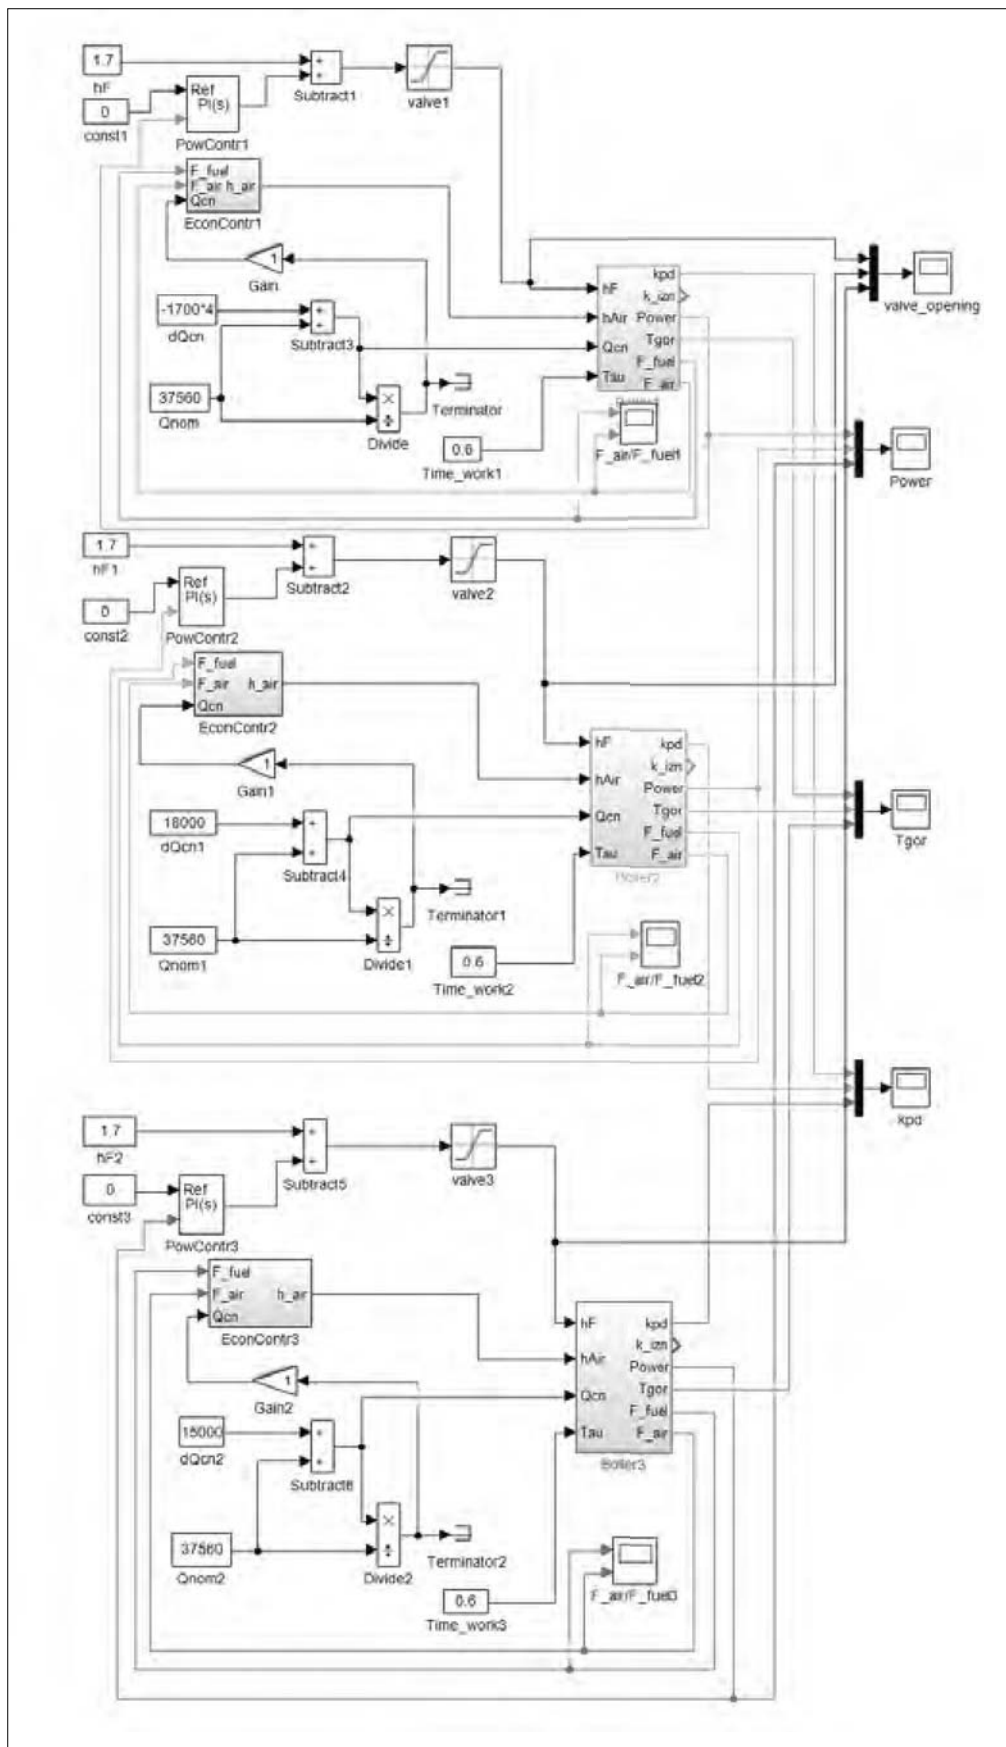 1.7
hF
Subtract1
valve1
Ref
PI(s)
0
const1
PowContr1
F_fuel
F_air h_air
Qcn
EconContr1
1
Gain
-1700*4
dQcn
Subtract3
37560
Qnom
Divide
Terminator
0.6
Time_work1
hF
hAir
Qcn
Tau
kpd
k_izn
Power
Tgor
F_fuel
F_air
F_air/F_fuel1
valve_opening
Power
1.7
hF1
Subtract2
valve2
Ref
PI(s)
0
const2
PowContr2
F_fuel
F_air h_air
Qcn
EconContr2
1
Gain1
18000
dQcn1
Subtract4
37560
Qnom1
Divide1
Terminator1
0.6
Time_work2
hF
hAir
Qcn
Tau
kpd
k_izn
Power
Tgor
F_fuel
F_air
Boiler2
F_air/F_fuel2
Tgor
kpd
1.7
hF2
Subtract5
valve3
Ref
PI(s)
0
const3
PowContr3
F_fuel
F_air h_air
Qcn
EconContr3
1
Gain2
15000
dQcn2
Subtract6
37560
Qnom2
Divide2
Terminator2
0.6
Time_work3
hF
hAir
Qcn
Tau
kpd
k_izn
Power
Tgor
F_fuel
F_air
Boiler3
F_air/F_fuel3